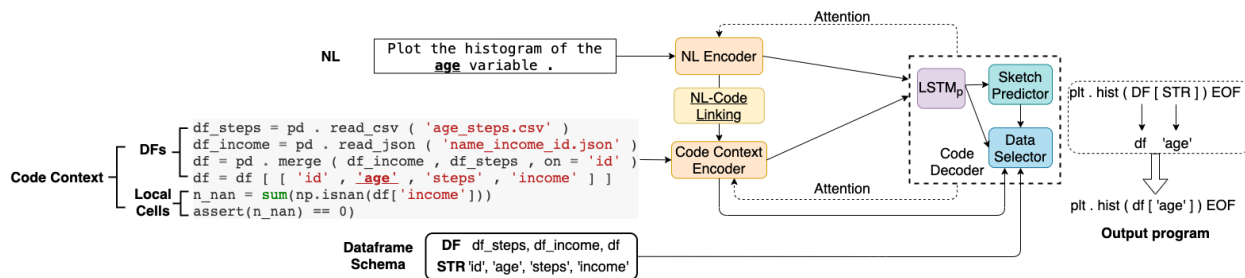 NL
Plot the histogram of the
age variable .
NL Encoder
NL-Code
Linking
Code Context
Encoder
Attention
Attention
LSTMp
Sketch
Predictor
Data
Selector
Code
Decoder
plt . hist ( DF [ STR ] ) EOF
df 'age'
plt . hist ( df [ 'age' ] ) EOF
Output program
Code Context
DFs
df_steps = pd . read_csv ( 'age_steps.csv' )
df_income = pd . read_json ( 'name_income_id.json' )
df = pd . merge ( df_income , df_steps , on = 'id' )
df = df [ [ 'id' , 'age' , 'steps' , 'income' ] ]
Local
Cells
n_nan = sum(np.isnan(df['income']))
assert(n_nan) == 0)
Dataframe
Schema
DF df_steps, df_income, df
STR 'id', 'age', 'steps', 'income'